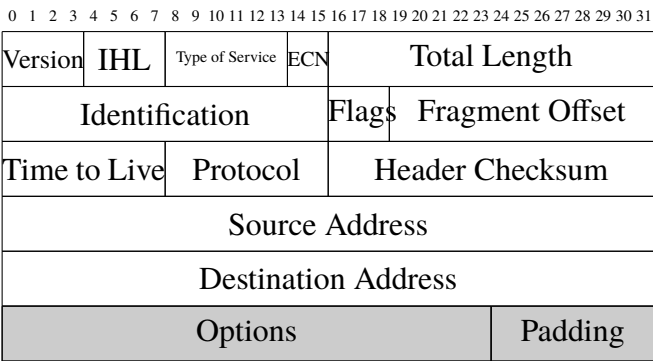 0 1 2 3 4 5 6 7 8 9 10 11 12 13 14 15 16 17 18 19 20 21 22 23 24 25 26 27 28 29 30 31
Version IHL Type of Service ECN Total Length
Identification Flags Fragment Offset
Time to Live Protocol Header Checksum
Source Address
Destination Address
Options Padding